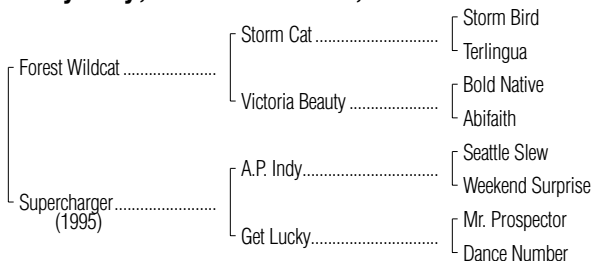 Storm Bird
Storm Cat ............................
Terlingua
Forest Wildcat .....................
Bold Native
Victoria Beauty ....................
Abifaith
Seattle Slew
A.P. Indy...............................
Weekend Surprise
Supercharger.......................
(1995)
Mr. Prospector
Get Lucky.............................
Dance Number